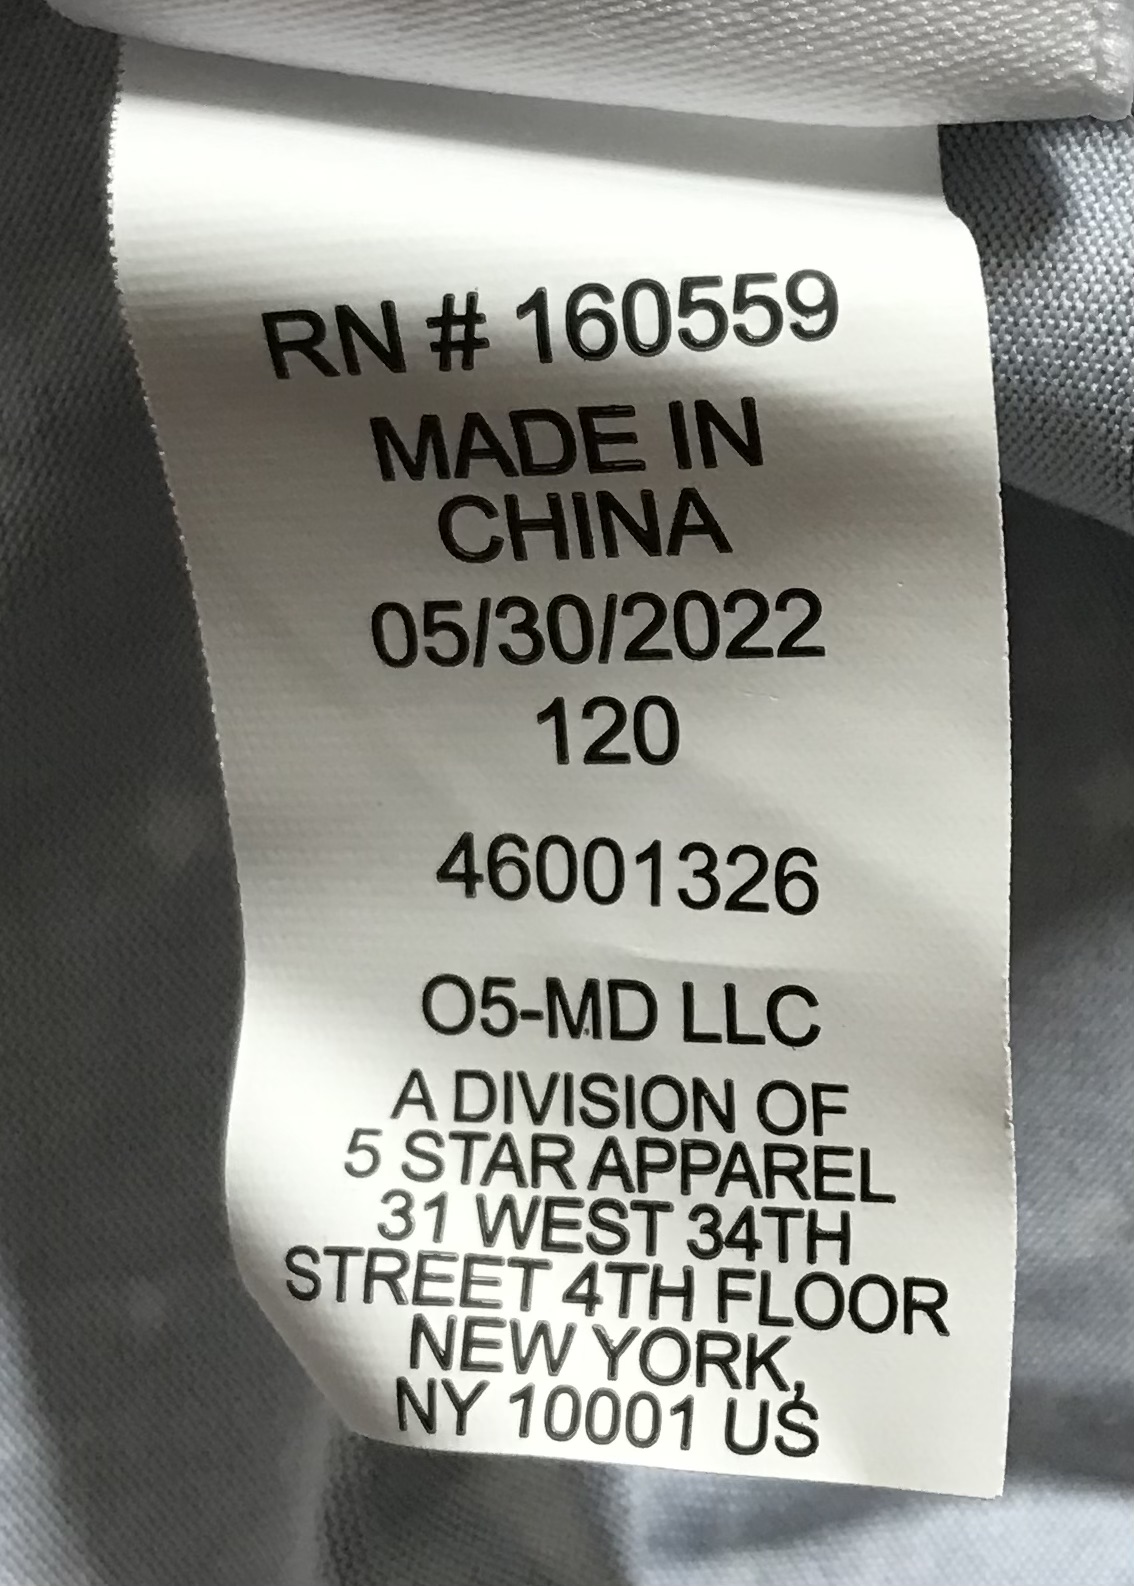 RN # 160559
MADE IN
CHINA
05/30/2022
120
46001326
O5-MD LLC
A DIVISION OF
5 STAR APPAREL
31 WEST 34TH
STREET 4TH FLOOR
NEW YORK,
NY 10001 US